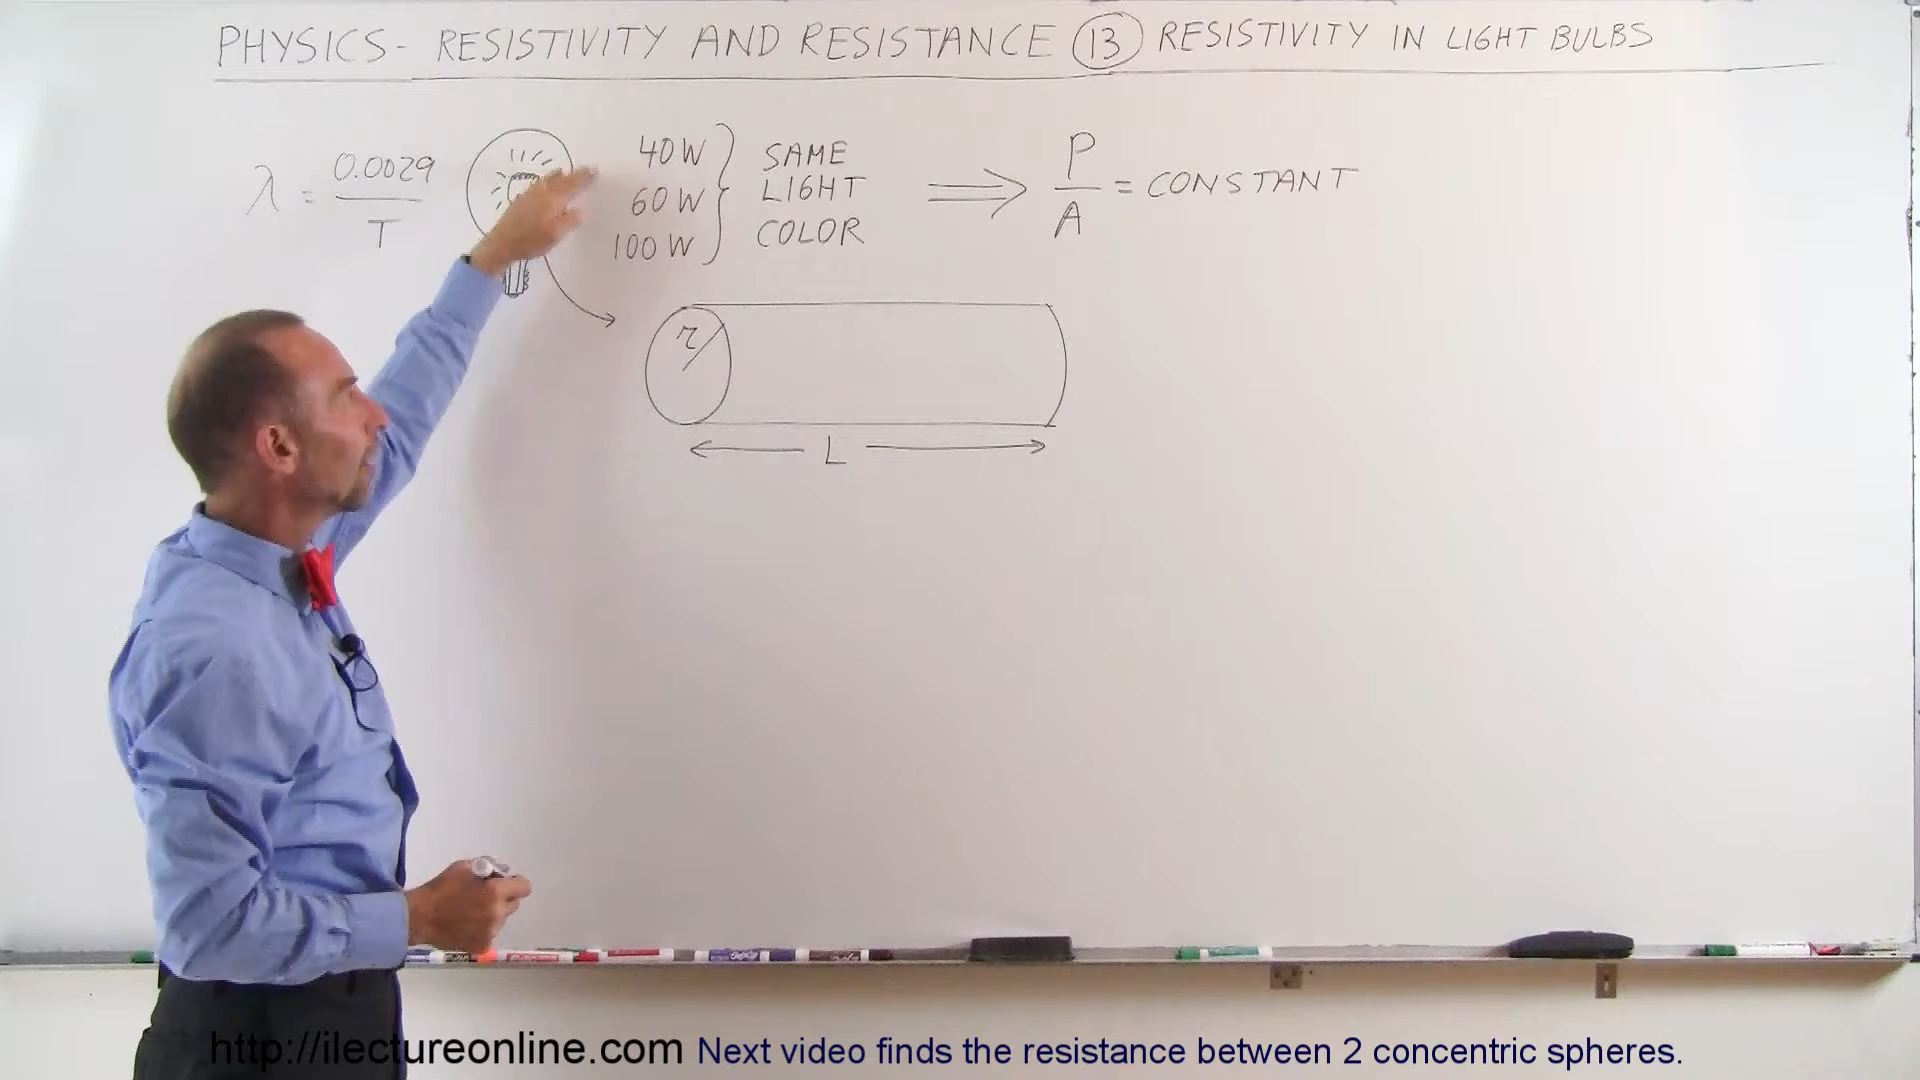 PHYSICS - RESISTIVITY AND RESISTANCE 13 RESISTIVITY IN LIGHT BULBS
λ = 0.0029 / T
40 W
60 W
100 W
SAME
LIGHT
COLOR
P / A = CONSTANT
r
L
http://ilectureonline.com Next video finds the resistance between 2 concentric spheres.